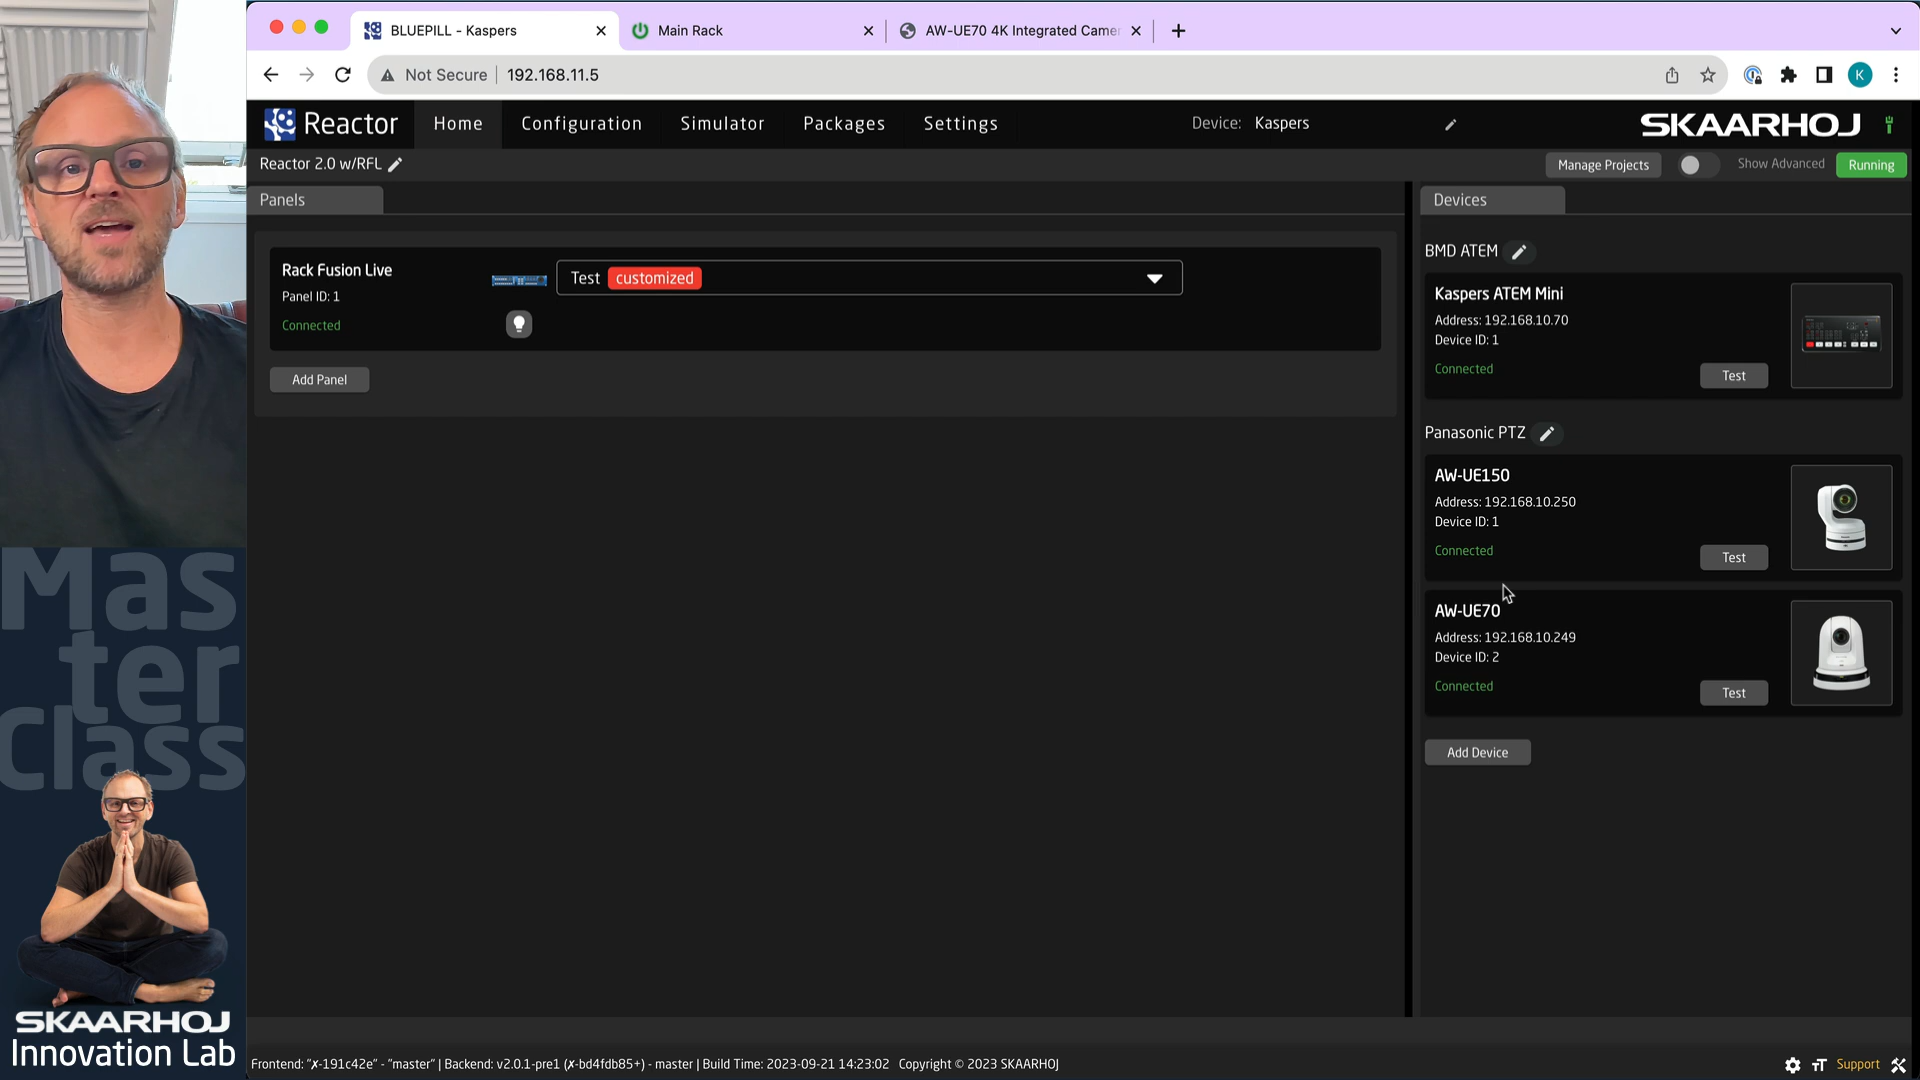 BLUEPILL - Kaspers
Main Rack
AW-UE70 4K Integrated Camer
Not Secure
192.168.11.5
K
Reactor
Home
Configuration
Simulator
Packages
Settings
Device: Kaspers
SKAARHOJ
Reactor 2.0 w/RFL
Manage Projects
Show Advanced
Running
Panels
Devices
Rack Fusion Live
Panel ID: 1
Connected
Test customized
Add Panel
BMD ATEM
Kaspers ATEM Mini
Address: 192.168.10.70
Device ID: 1
Connected
Test
Panasonic PTZ
AW-UE150
Address: 192.168.10.250
Device ID: 1
Connected
Test
AW-UE70
Address: 192.168.10.249
Device ID: 2
Connected
Test
Add Device
Mas
ter
Class
SKAARHOJ
Innovation Lab
Frontend: "✗-191c42e" - "master" | Backend: v2.0.1-pre1 (✗-bd4fdb85+) - master | Build Time: 2023-09-21 14:23:02 Copyright © 2023 SKAARHOJ
Support